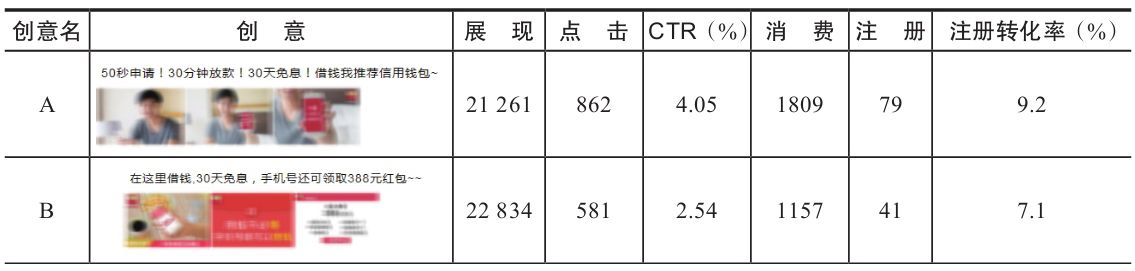 创意名 创 意 展 现 点 击 CTR（%） 消 费 注 册 注册转化率（%）
50秒申请！30分钟放款！30天免息！借钱我推荐信用钱包~
A 21 261 862 4.05 1809 79 9.2
在这里借钱,30天免息，手机号还可领取388元红包~~
B 22 834 581 2.54 1157 41 7.1